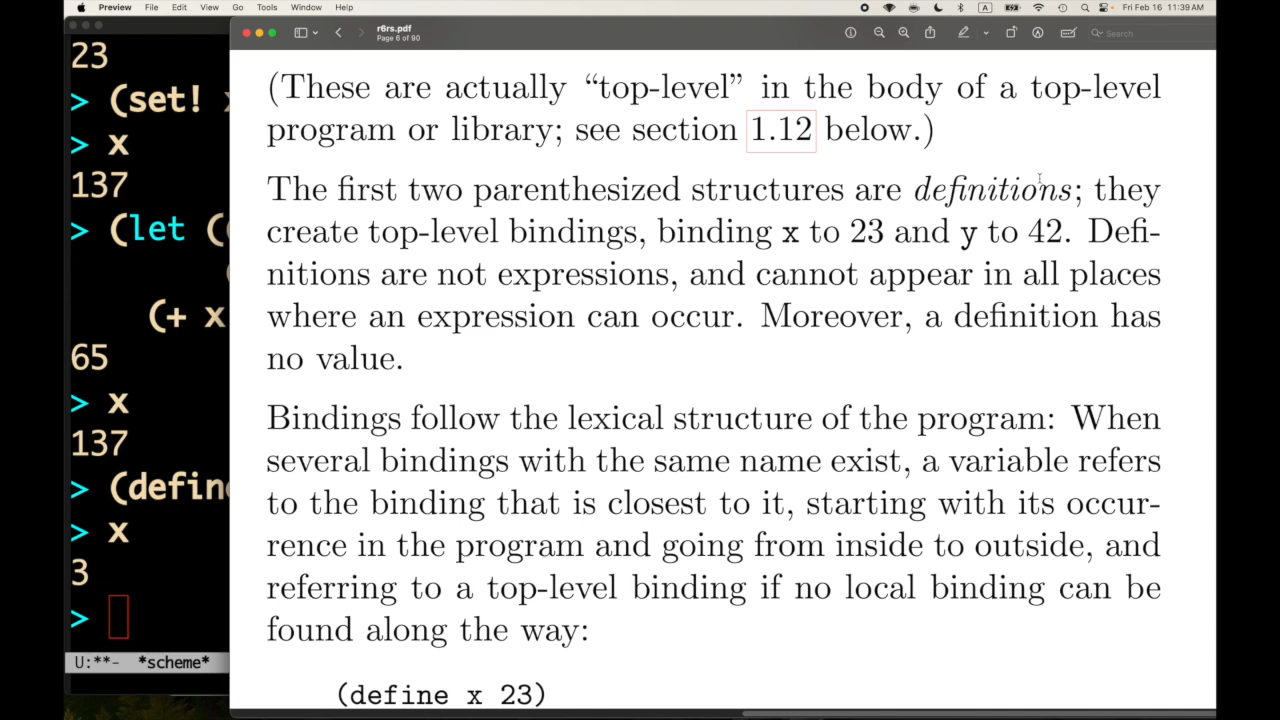 Preview File Edit View Go Tools Window Help
A
Fri Feb 16 11:39 AM
r6rs.pdf
Page 6 of 90
Search
23
> (set! x
> x
137
> (let (
(
(+ x
65
> x
137
> (define
> x
3
>
U:**- *scheme*
(These are actually “top-level” in the body of a top-level
program or library; see section 1.12 below.)
The first two parenthesized structures are definitions; they
create top-level bindings, binding x to 23 and y to 42. Defi-
nitions are not expressions, and cannot appear in all places
where an expression can occur. Moreover, a definition has
no value.
Bindings follow the lexical structure of the program: When
several bindings with the same name exist, a variable refers
to the binding that is closest to it, starting with its occur-
rence in the program and going from inside to outside, and
referring to a top-level binding if no local binding can be
found along the way:
(define x 23)